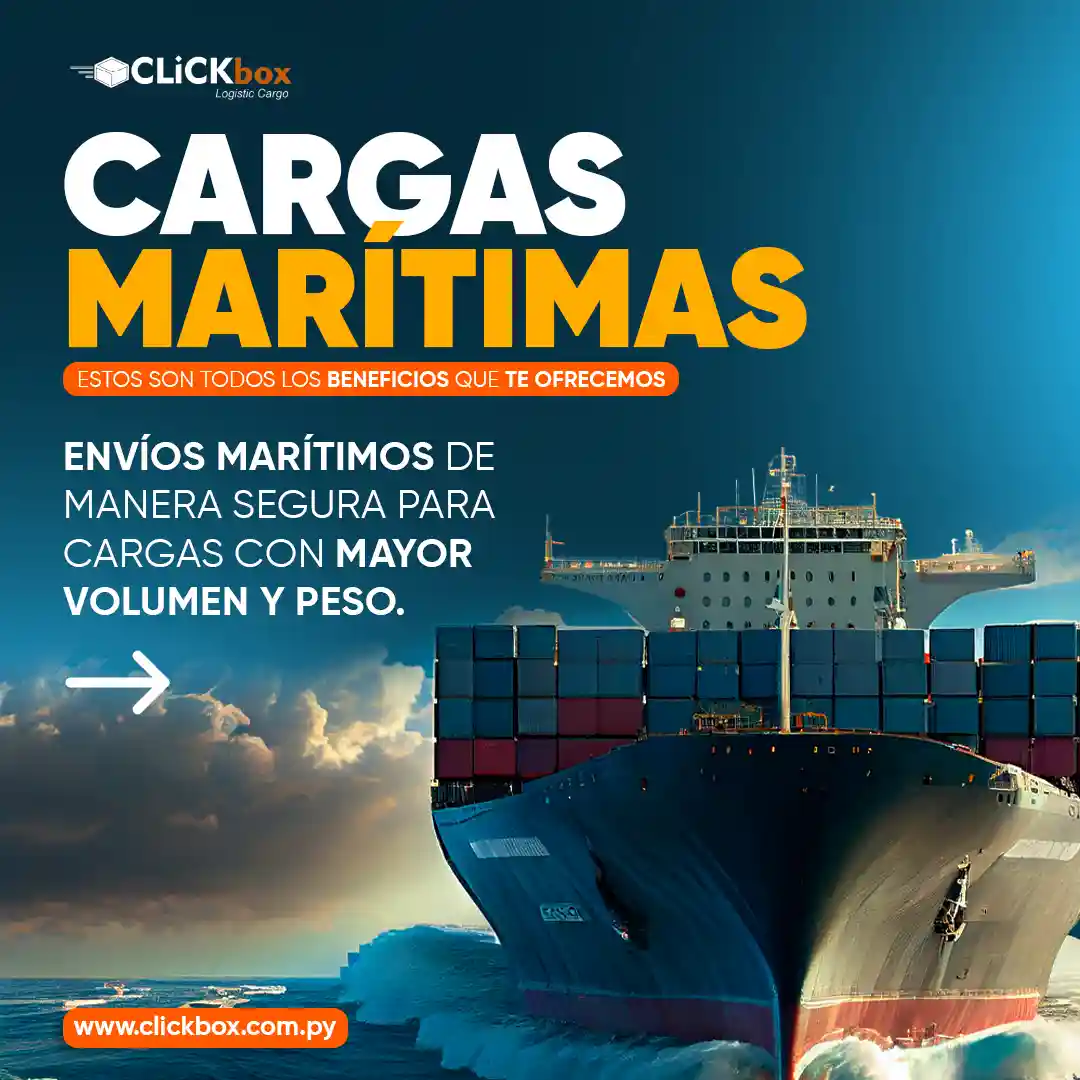 CLiCKbox
Logistic Cargo
CARGAS
MARÍTIMAS
ESTOS SON TODOS LOS BENEFICIOS QUE TE OFRECEMOS
ENVÍOS MARÍTIMOS DE
MANERA SEGURA PARA
CARGAS CON MAYOR
VOLUMEN Y PESO.
www.clickbox.com.py